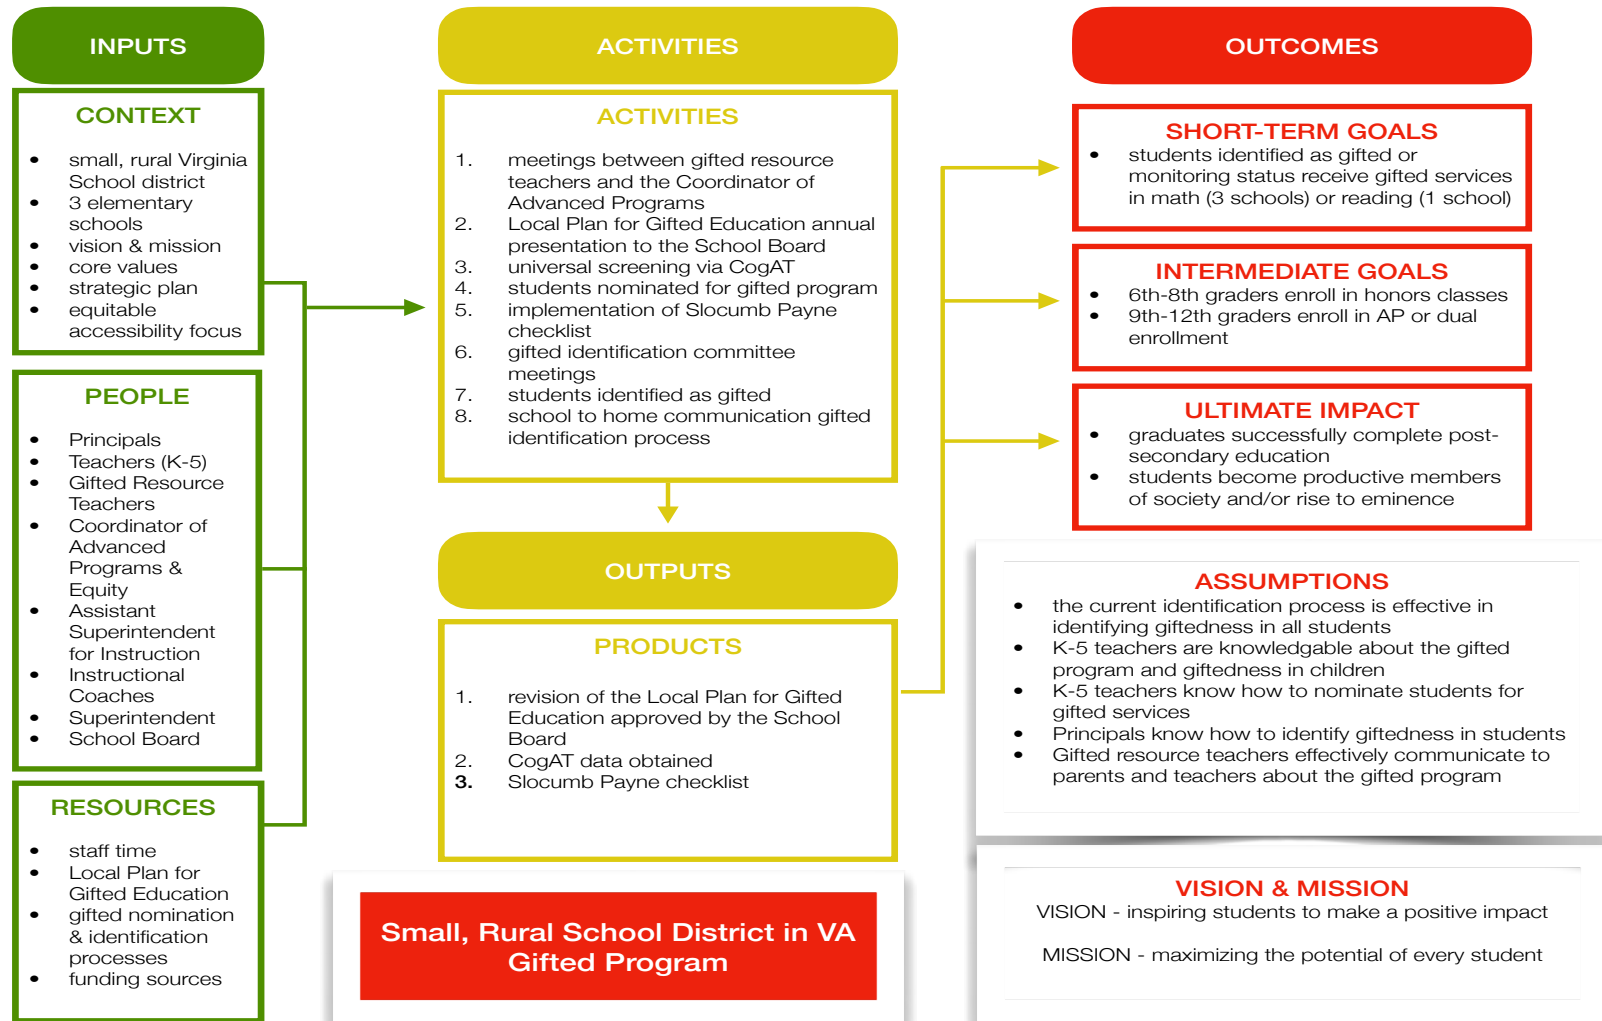 INPUTS
CONTEXT
• small, rural Virginia
School district
• 3 elementary
schools
• vision & mission
• core values
• strategic plan
• equitable
accessibility focus
PEOPLE
• Principals
• Teachers (K-5)
• Gifted Resource
Teachers
• Coordinator of
Advanced
Programs &
Equity
• Assistant
Superintendent
for Instruction
• Instructional
Coaches
• Superintendent
• School Board
RESOURCES
• staff time
• Local Plan for
Gifted Education
• gifted nomination
& identification
processes
• funding sources
ACTIVITIES
ACTIVITIES
1. meetings between gifted resource
teachers and the Coordinator of
Advanced Programs
2. Local Plan for Gifted Education annual
presentation to the School Board
3. universal screening via CogAT
4. students nominated for gifted program
5. implementation of Slocumb Payne
checklist
6. gifted identification committee
meetings
7. students identified as gifted
8. school to home communication gifted
identification process
OUTPUTS
PRODUCTS
1. revision of the Local Plan for Gifted
Education approved by the School
Board
2. CogAT data obtained
3. Slocumb Payne checklist
Small, Rural School District in VA
Gifted Program
OUTCOMES
SHORT-TERM GOALS
• students identified as gifted or
monitoring status receive gifted services
in math (3 schools) or reading (1 school)
INTERMEDIATE GOALS
• 6th-8th graders enroll in honors classes
• 9th-12th graders enroll in AP or dual
enrollment
ULTIMATE IMPACT
• graduates successfully complete post-
secondary education
• students become productive members
of society and/or rise to eminence
ASSUMPTIONS
• the current identification process is effective in
identifying giftedness in all students
• K-5 teachers are knowledgable about the gifted
program and giftedness in children
• K-5 teachers know how to nominate students for
gifted services
• Principals know how to identify giftedness in students
• Gifted resource teachers effectively communicate to
parents and teachers about the gifted program
VISION & MISSION
VISION - inspiring students to make a positive impact
MISSION - maximizing the potential of every student